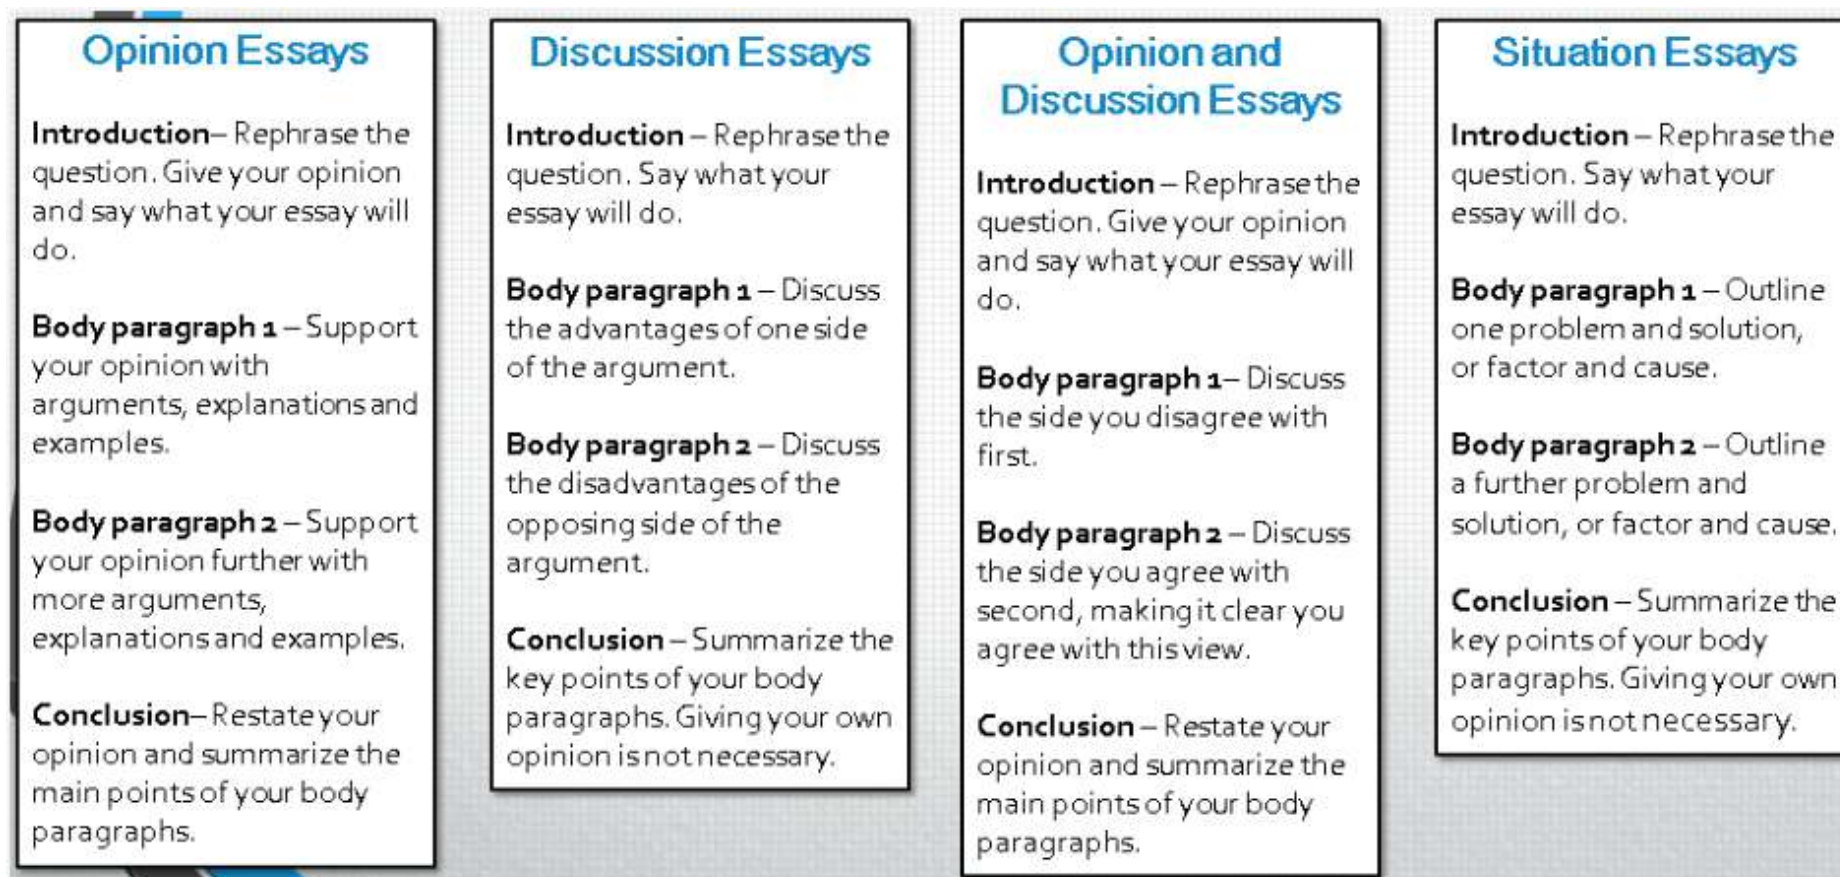 Opinion Essays
Introduction– Rephrase the
question. Give your opinion
and say what your essay will
do.
Body paragraph 1 – Support
your opinion with
arguments, explanations and
examples.
Body paragraph 2 – Support
your opinion further with
more arguments,
explanations and examples.
Conclusion– Restate your
opinion and summarize the
main points of your body
paragraphs.
Discussion Essays
Introduction – Rephrase the
question. Say what your
essay will do.
Body paragraph 1 – Discuss
the advantages of one side
of the argument.
Body paragraph 2 – Discuss
the disadvantages of the
opposing side of the
argument.
Conclusion – Summarize the
key points of your body
paragraphs. Giving your own
opinion is not necessary.
Opinion and
Discussion Essays
Introduction – Rephrase the
question. Give your opinion
and say what your essay will
do.
Body paragraph 1– Discuss
the side you disagree with
first.
Body paragraph 2 – Discuss
the side you agree with
second, making it clear you
agree with this view.
Conclusion – Restate your
opinion and summarize the
main points of your body
paragraphs.
Situation Essays
Introduction – Rephrase the
question. Say what your
essay will do.
Body paragraph 1 – Outline
one problem and solution,
or factor and cause.
Body paragraph 2 – Outline
a further problem and
solution, or factor and cause.
Conclusion – Summarize the
key points of your body
paragraphs. Giving your own
opinion is not necessary.